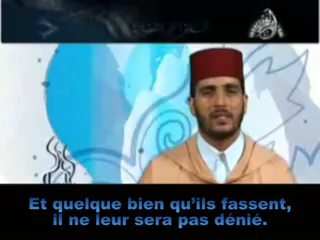 Et quelque bien qu'ils fassent,
il ne leur sera pas dénié.